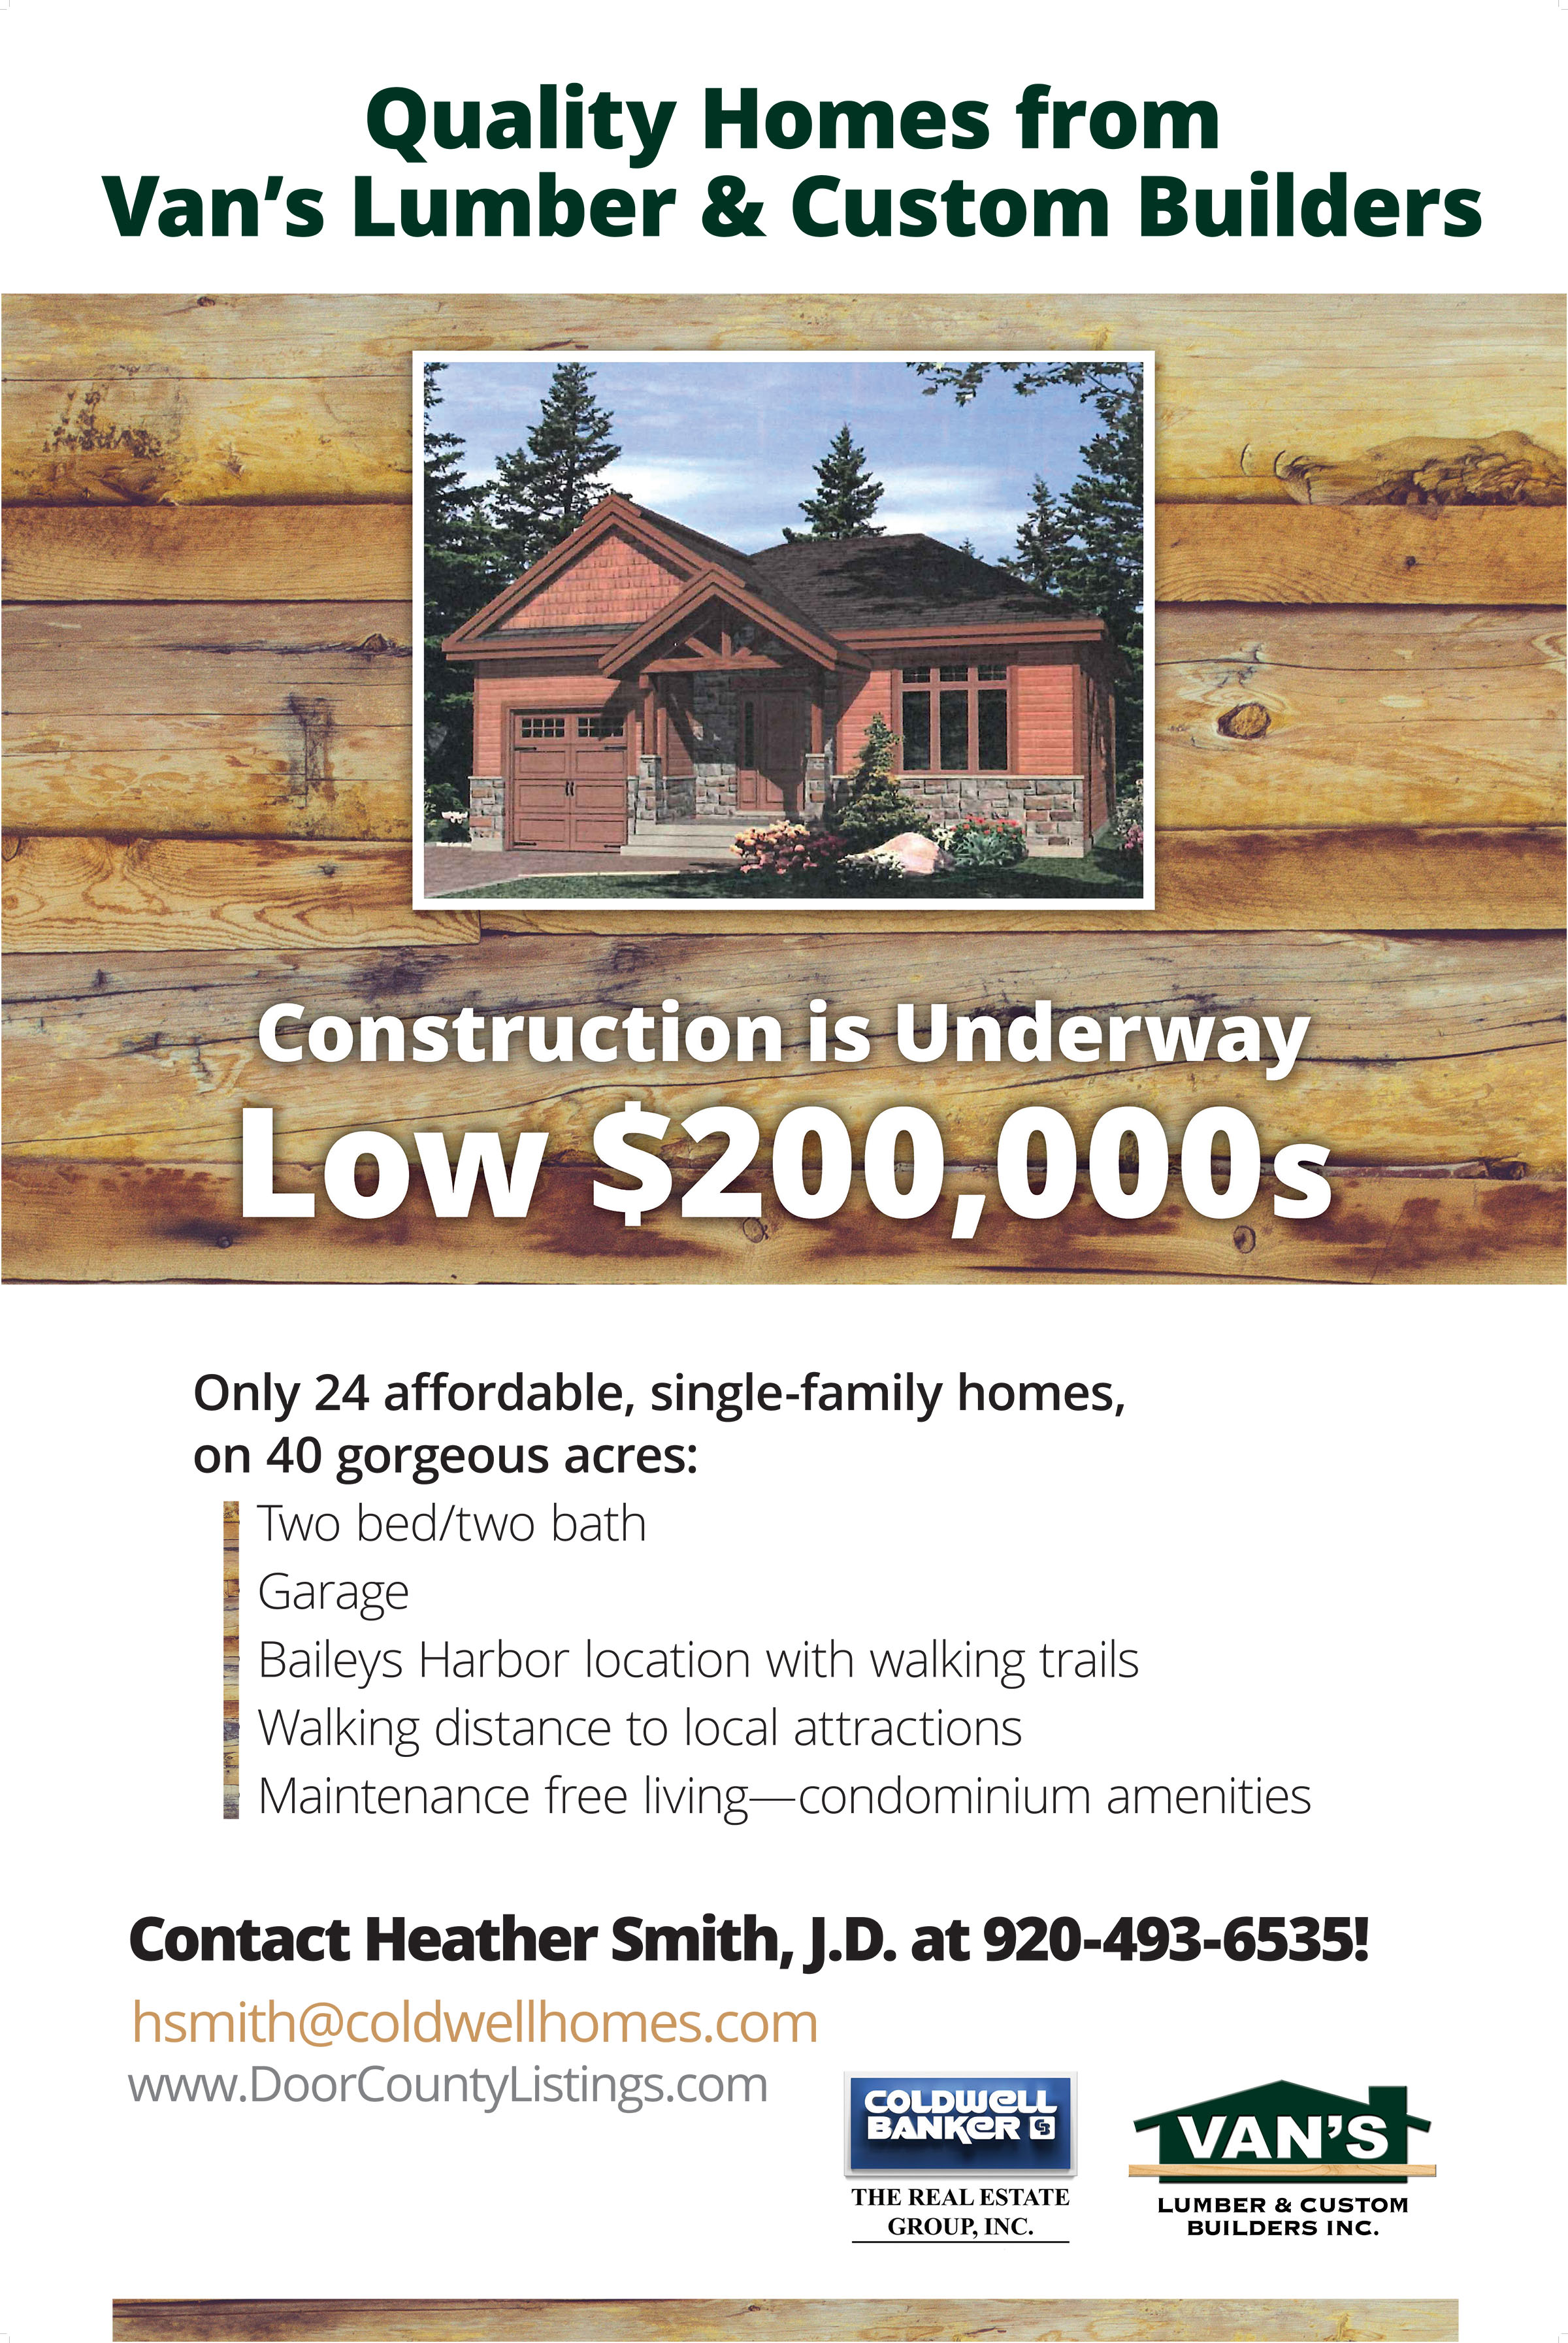 Quality Homes from
Van’s Lumber & Custom Builders
Construction is Underway
Low $200,000s
Only 24 affordable, single-family homes,
on 40 gorgeous acres:
Two bed/two bath
Garage
Baileys Harbor location with walking trails
Walking distance to local attractions
Maintenance free living—condominium amenities
Contact Heather Smith, J.D. at 920-493-6535!
hsmith@coldwellhomes.com
www.DoorCountyListings.com
COLDWELL
BANKER CB
THE REAL ESTATE
GROUP, INC.
VAN’S
LUMBER & CUSTOM
BUILDERS INC.